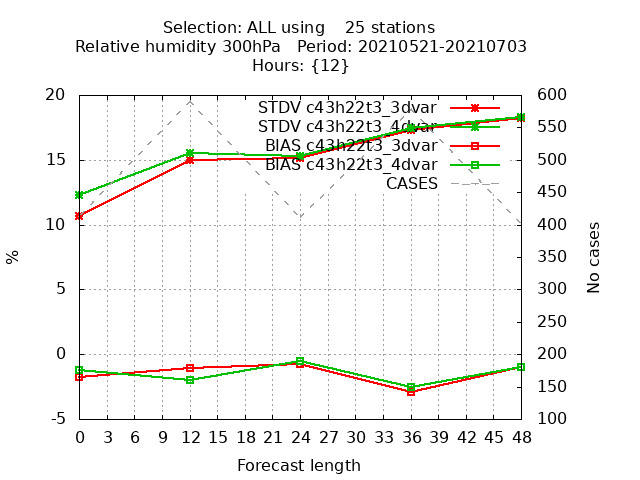 Selection: ALL using    25 stations
Relative humidity 300hPa   Period: 20210521-20210703
Hours: {12}
20
15
10
5
0
-5
%
STDV c43h22t3_3dvar
STDV c43h22t3_4dvar
BIAS c43h22t3_3dvar
BIAS c43h22t3_4dvar
CASES
600
550
500
450
400
350
300
250
200
150
100
No cases
0 3 6 9 12 15 18 21 24 27 30 33 36 39 42 45 48
Forecast length